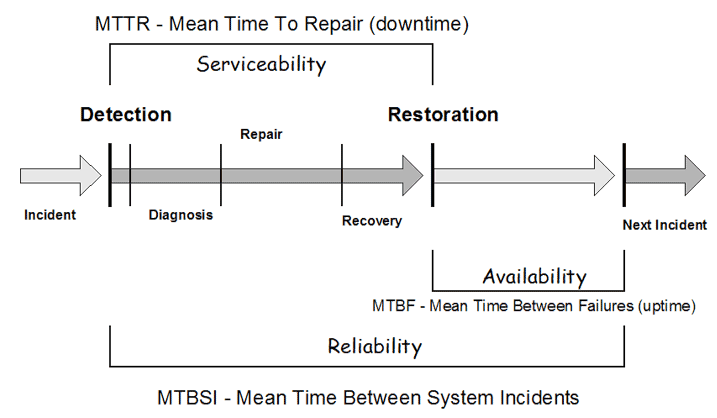 MTTR - Mean Time To Repair (downtime)
Serviceability
Detection
Restoration
Repair
Incident
Diagnosis
Recovery
Next Incident
Availability
MTBF - Mean Time Between Failures (uptime)
Reliability
MTBSI - Mean Time Between System Incidents